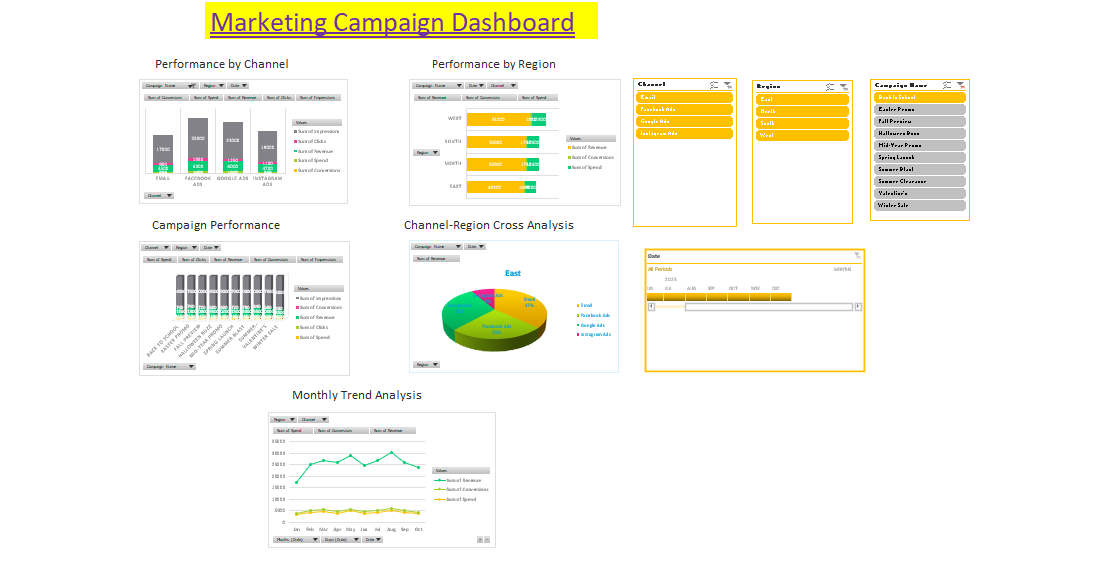 Marketing Campaign Dashboard
Performance by Channel
Performance by Region
Campaign Name Region Date
Sum of Conversions Sum of Spend Sum of Revenue Sum of Clicks Sum of Impressions
Values
Sum of Impressions
Sum of Clicks
Sum of Revenue
Sum of Spend
Sum of Conversions
17000
25000
23000
18000
EMAIL
FACEBOOK ADS
GOOGLE ADS
INSTAGRAM ADS
Channel
Campaign Name Date Channel
Sum of Revenue Sum of Conversions Sum of Spend
WEST
SOUTH
NORTH
EAST
Region
Values
Sum of Revenue
Sum of Conversions
Sum of Spend
Channel
Email
Facebook Ads
Google Ads
Instagram Ads
Region
East
North
South
West
Campaign Name
Back to School
Easter Promo
Fall Preview
Halloween Buzz
Mid-Year Promo
Spring Launch
Summer Blast
Summer Clearance
Valentine's
Winter Sale
Campaign Performance
Channel-Region Cross Analysis
Channel Region Date
Sum of Spend Sum of Clicks Sum of Revenue Sum of Conversions Sum of Impressions
Values
Sum of Impressions
Sum of Conversions
Sum of Revenue
Sum of Clicks
Sum of Spend
BACK TO SCHOOL
EASTER PROMO
FALL PREVIEW
HALLOWEEN BUZZ
MID-YEAR PROMO
SPRING LAUNCH
SUMMER BLAST
SUMMER...
VALENTINE'S
WINTER SALE
Campaign Name
Campaign Name Date
Sum of Revenue
East
Email
Facebook Ads
Email
Facebook Ads
Google Ads
Instagram Ads
Region
Date
All Periods MONTHS
2025
UN JUL AUG SEP OCT NOV DEC
Monthly Trend Analysis
Region Channel
Sum of Spend Sum of Conversions Sum of Revenue
35000
30000
25000
20000
15000
10000
5000
0
Jan Feb Mar Apr May Jun Jul Aug Sep Oct
Values
Sum of Revenue
Sum of Conversions
Sum of Spend
Months (Date) Days (Date) Date